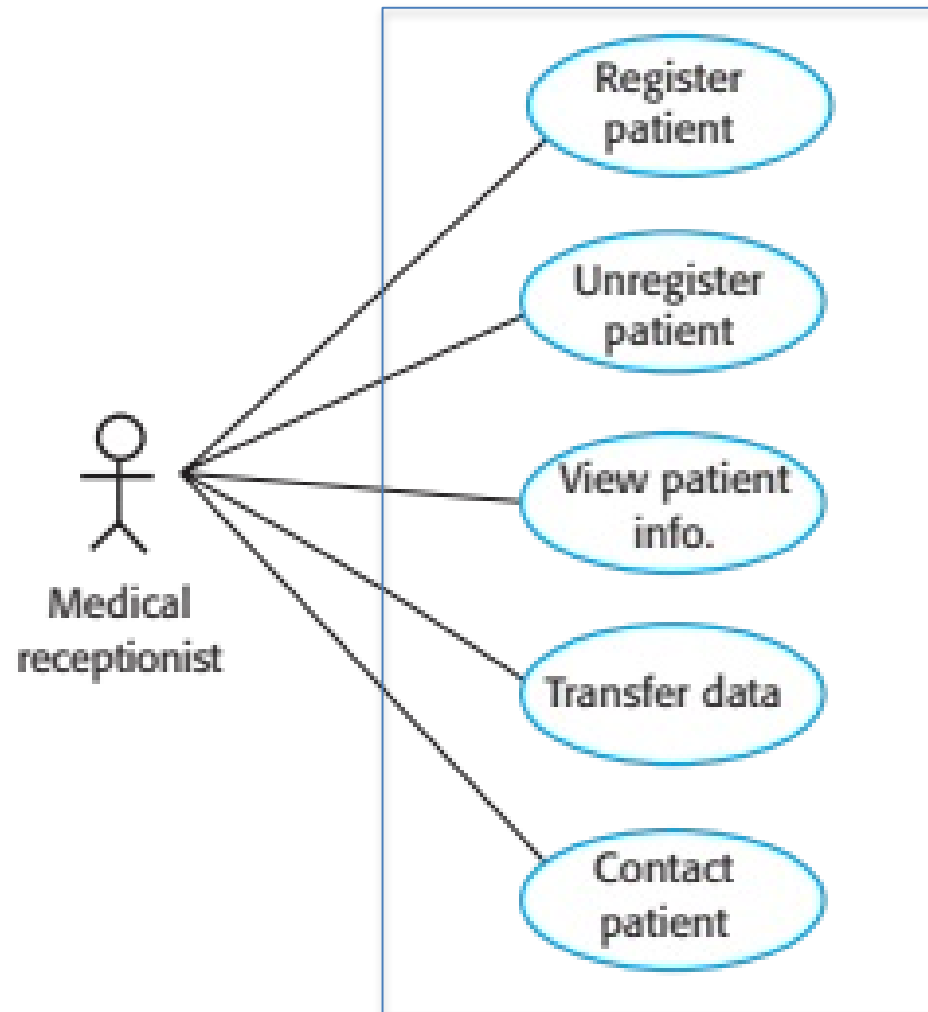 Register
patient
Unregister
patient
View patient
info.
Medical
receptionist
Transfer data
Contact
patient